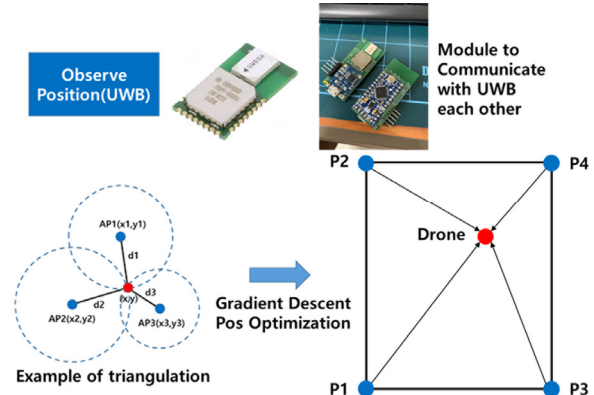 Observe
Position(UWB)
Module to
Communicate
with UWB
each other
P2
P4
Drone
AP1(x1,y1)
d1
(x,y)
d3
d2
AP2(x2,y2)
AP3(x3,y3)
Gradient Descent
Pos Optimization
Example of triangulation
P1
P3